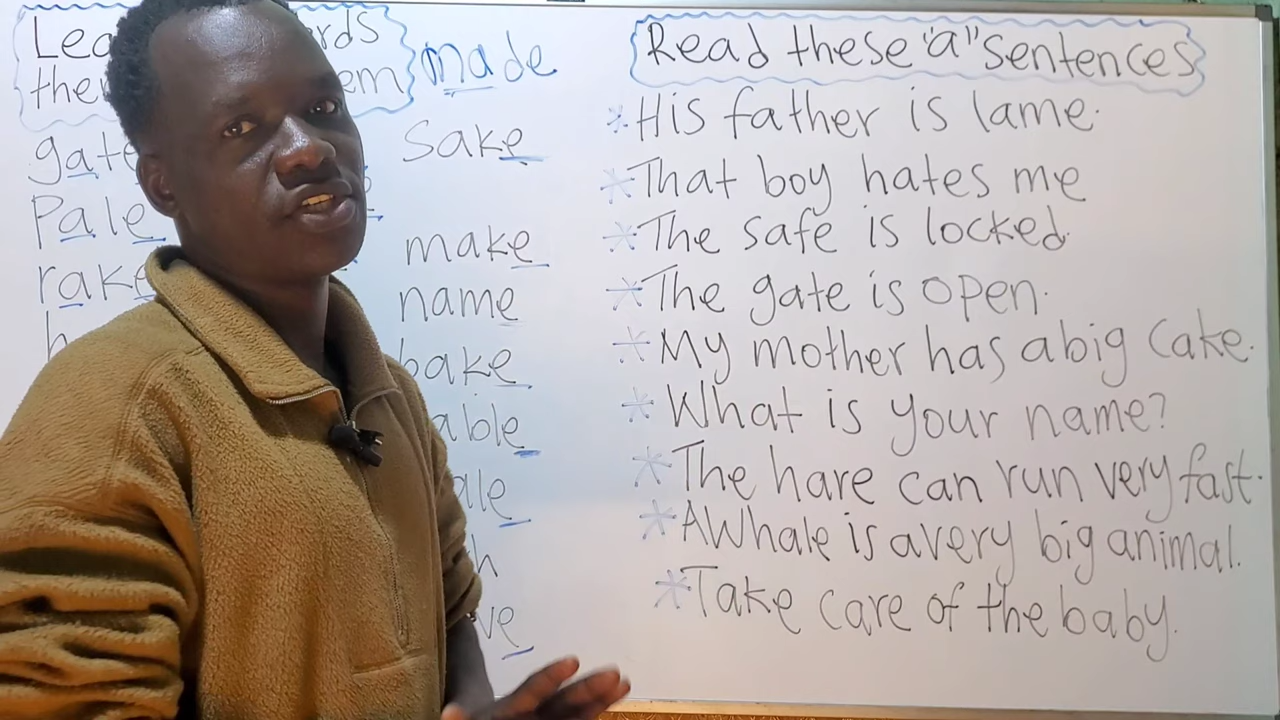 made
gate
sake
Pale
make
rake
name
bake
Read these "a" sentences
* His father is lame.
* That boy hates me
* The safe is locked.
* The gate is open.
* My mother has a big cake.
* What is your name?
* The hare can run very fast.
* A Whale is a very big animal.
* Take care of the baby.